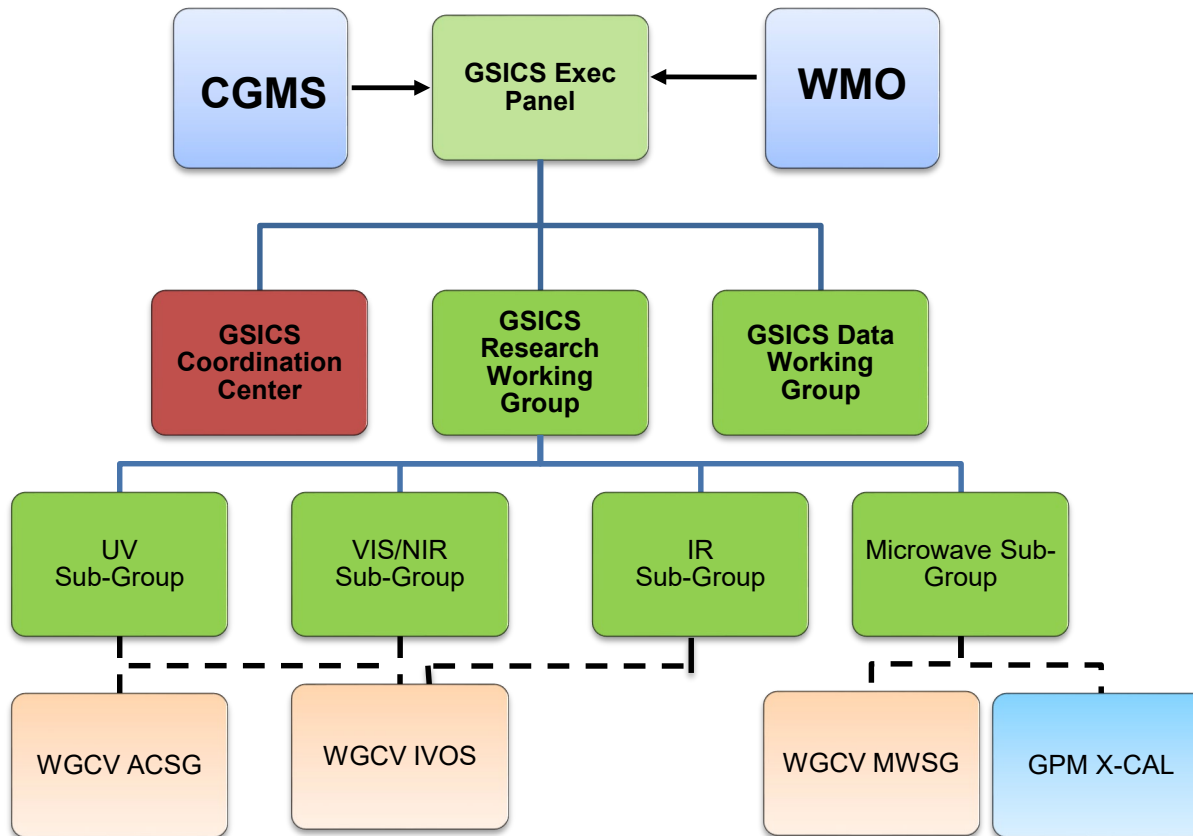 CGMS
GSICS Exec
Panel
WMO
GSICS
Coordination
Center
GSICS
Research
Working
Group
GSICS Data
Working
Group
UV
Sub-Group
VIS/NIR
Sub-Group
IR
Sub-Group
Microwave Sub-
Group
WGCV ACSG
WGCV IVOS
WGCV MWSG
GPM X-CAL